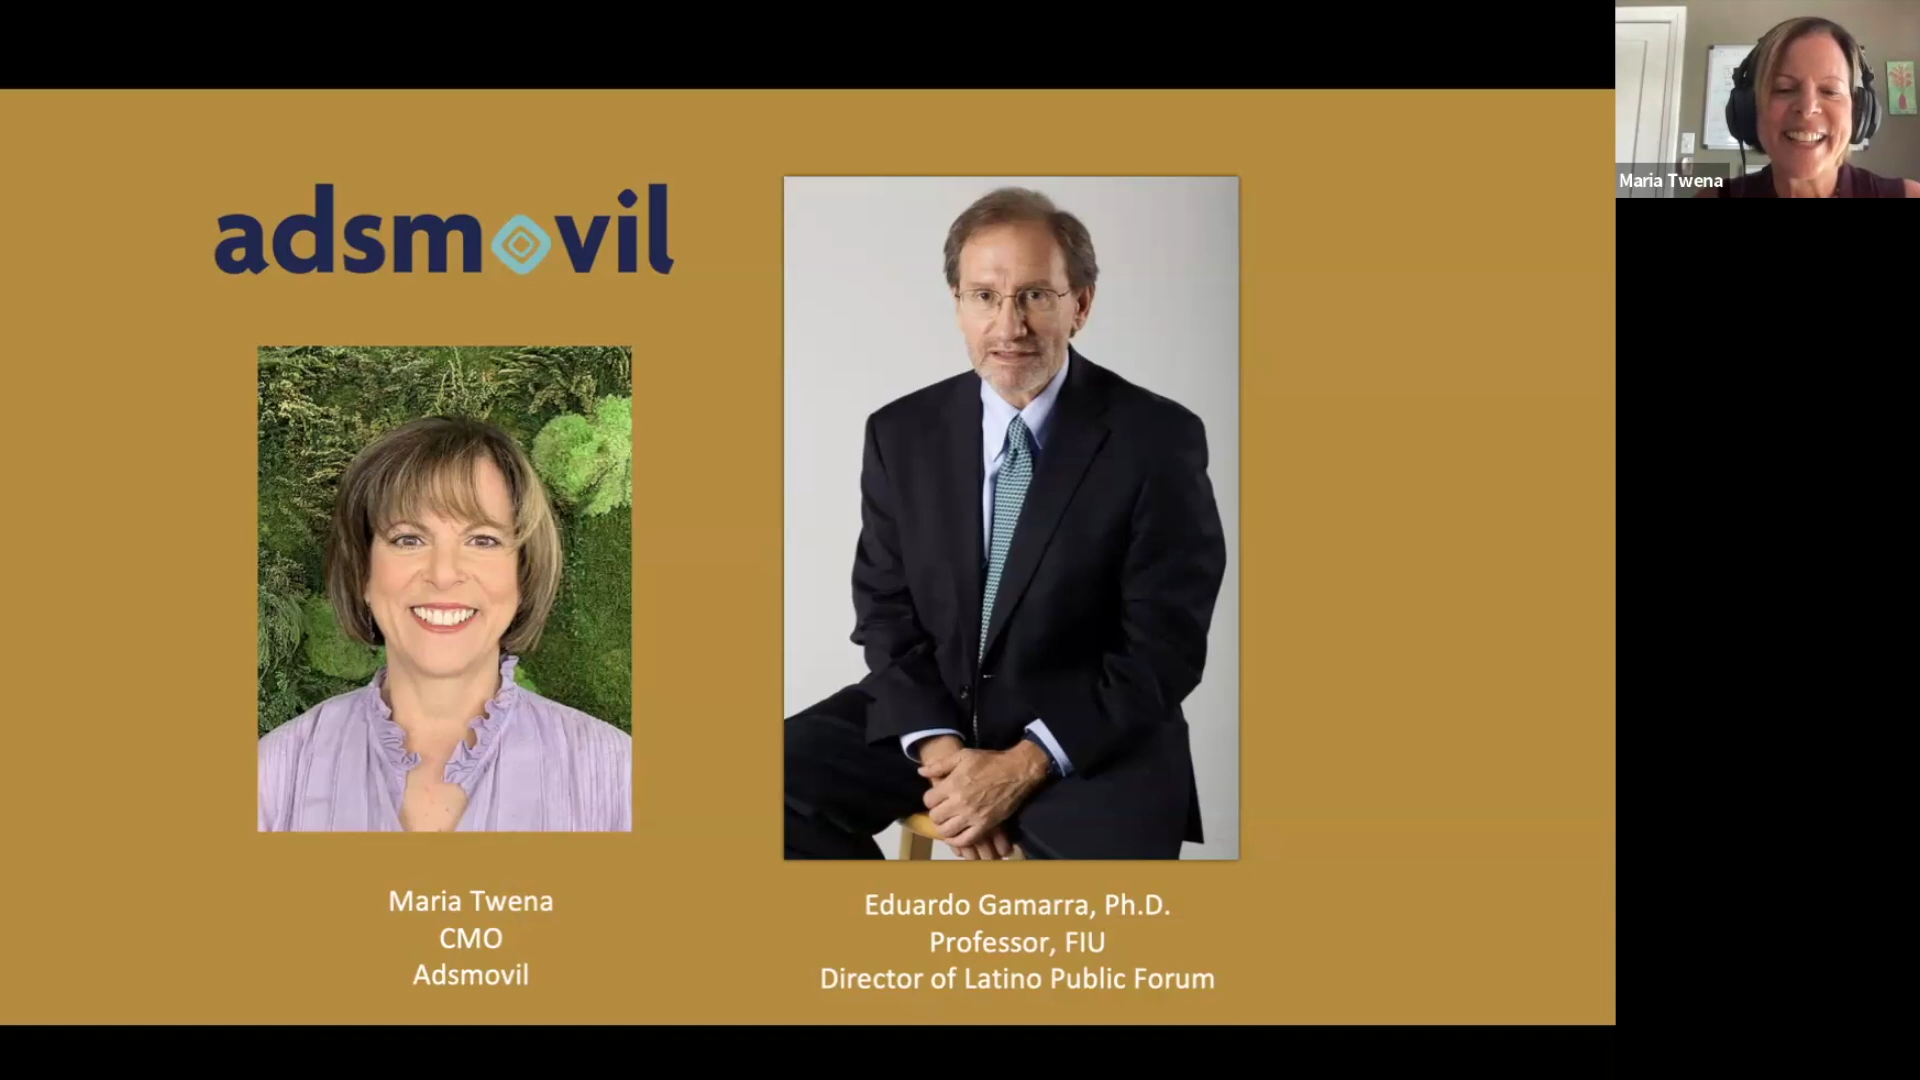 adsmovil
Maria Twena
CMO
Adsmovil
Eduardo Gamarra, Ph.D.
Professor, FIU
Director of Latino Public Forum
Maria Twena